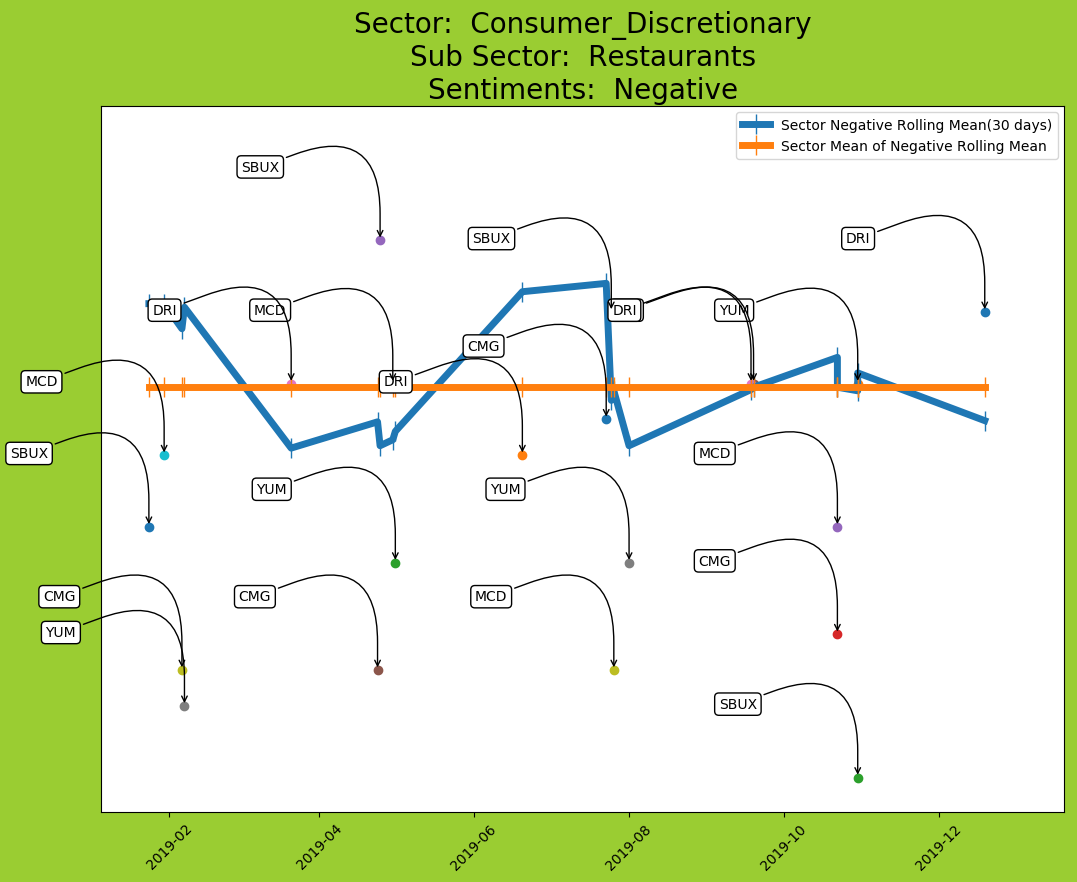 Sector:  Consumer_Discretionary
Sub Sector:  Restaurants
Sentiments:  Negative
Sector Negative Rolling Mean(30 days)
Sector Mean of Negative Rolling Mean
SBUX
SBUX
DRI
DRI
MCD
DRI
YUM
CMG
MCD
DRI
SBUX
MCD
YUM
YUM
CMG
CMG
CMG
MCD
YUM
SBUX
2019-02
2019-04
2019-06
2019-08
2019-10
2019-12